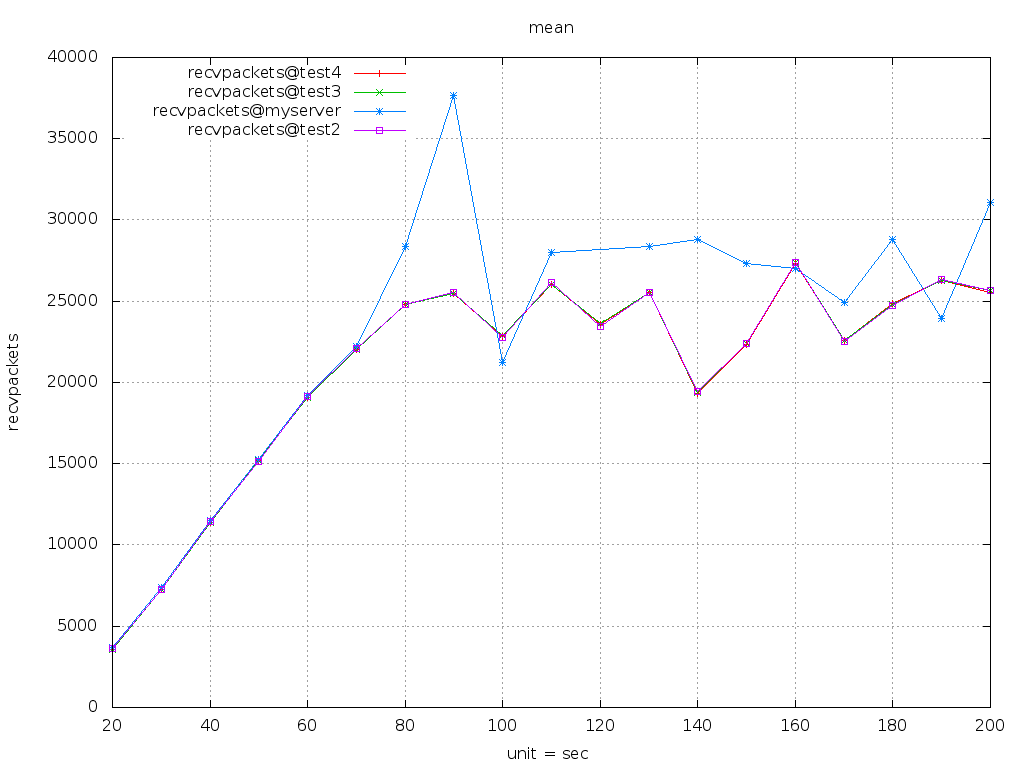 mean
40000
35000
30000
25000
20000
15000
10000
5000
0
recvpackets@test4
recvpackets@test3
recvpackets@myserver
recvpackets@test2
recvpackets
20 40 60 80 100 120 140 160 180 200
unit = sec